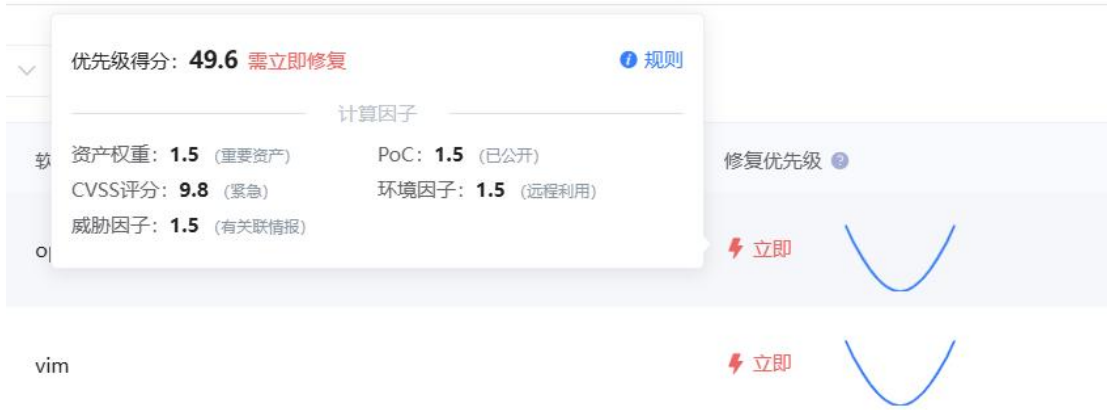 优先级得分：49.6 需立即修复 规则
计算因子
资产权重：1.5 (重要资产) PoC：1.5 (已公开)
CVSS评分：9.8 (紧急) 环境因子：1.5 (远程利用)
威胁因子：1.5 (有关联情报)
软
修复优先级
立即
vim 立即